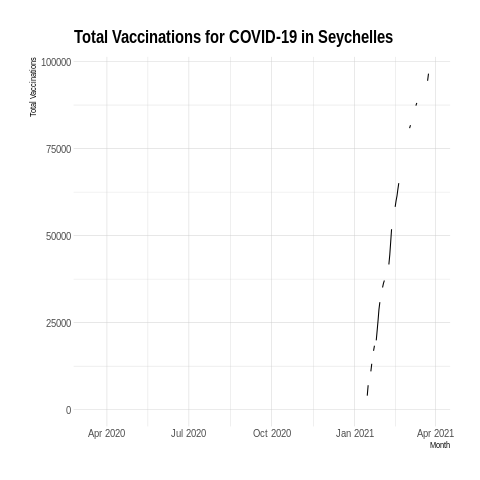 Total Vaccinations for COVID-19 in Seychelles
Total Vaccinations
100000
75000
50000
25000
0
Apr 2020 Jul 2020 Oct 2020 Jan 2021 Apr 2021
Month